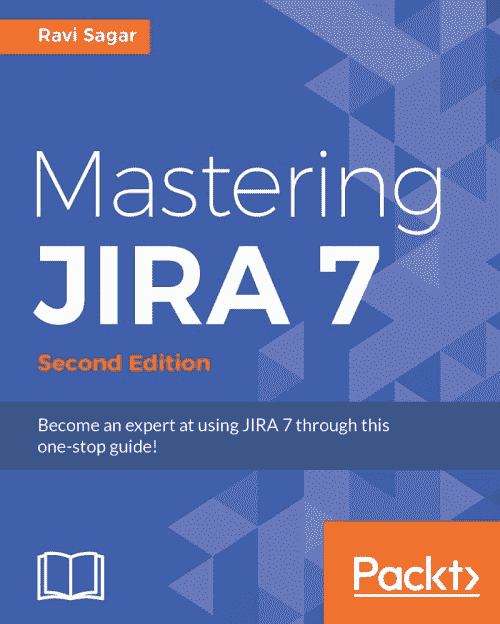 Ravi Sagar
Mastering
JIRA 7
Second Edition
Become an expert at using JIRA 7 through this
one-stop guide!
Packt>